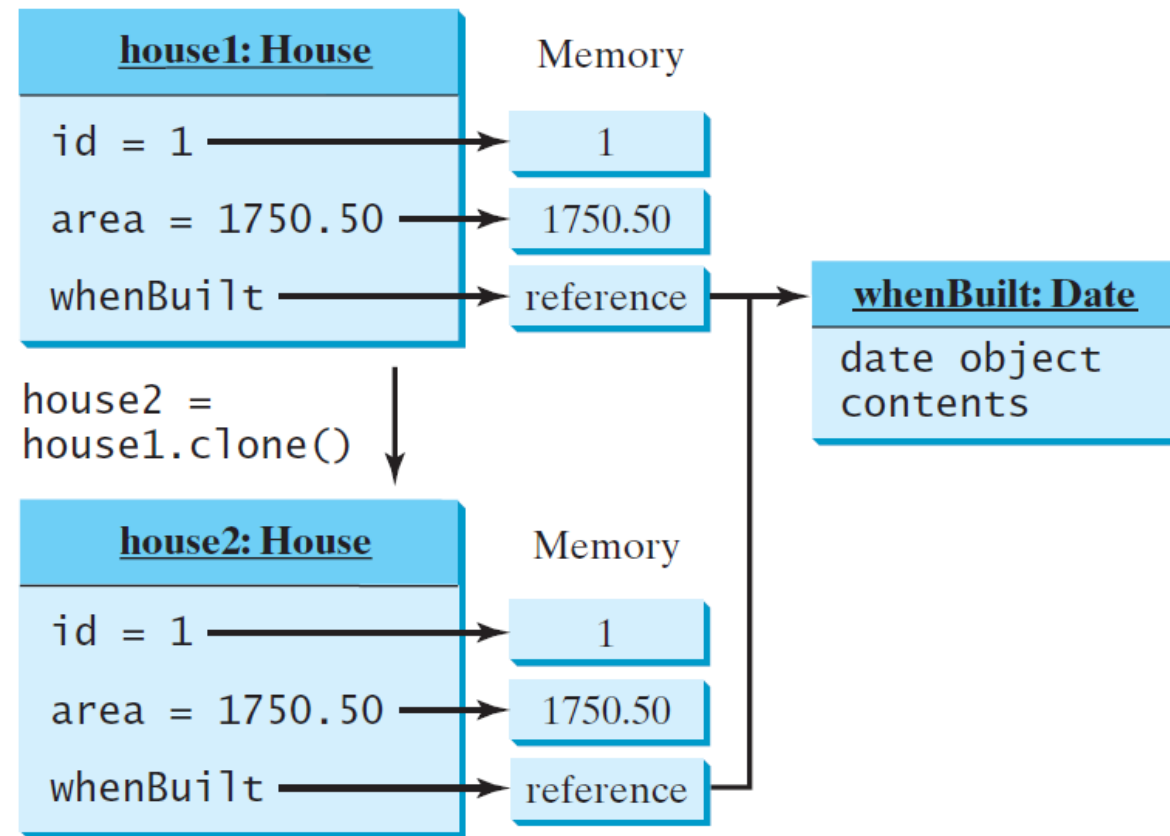 house1: House
Memory
id = 1
1
area = 1750.50
1750.50
whenBuilt
reference
whenBuilt: Date
date object
contents
house2 =
house1.clone()
house2: House
Memory
id = 1
1
area = 1750.50
1750.50
whenBuilt
reference